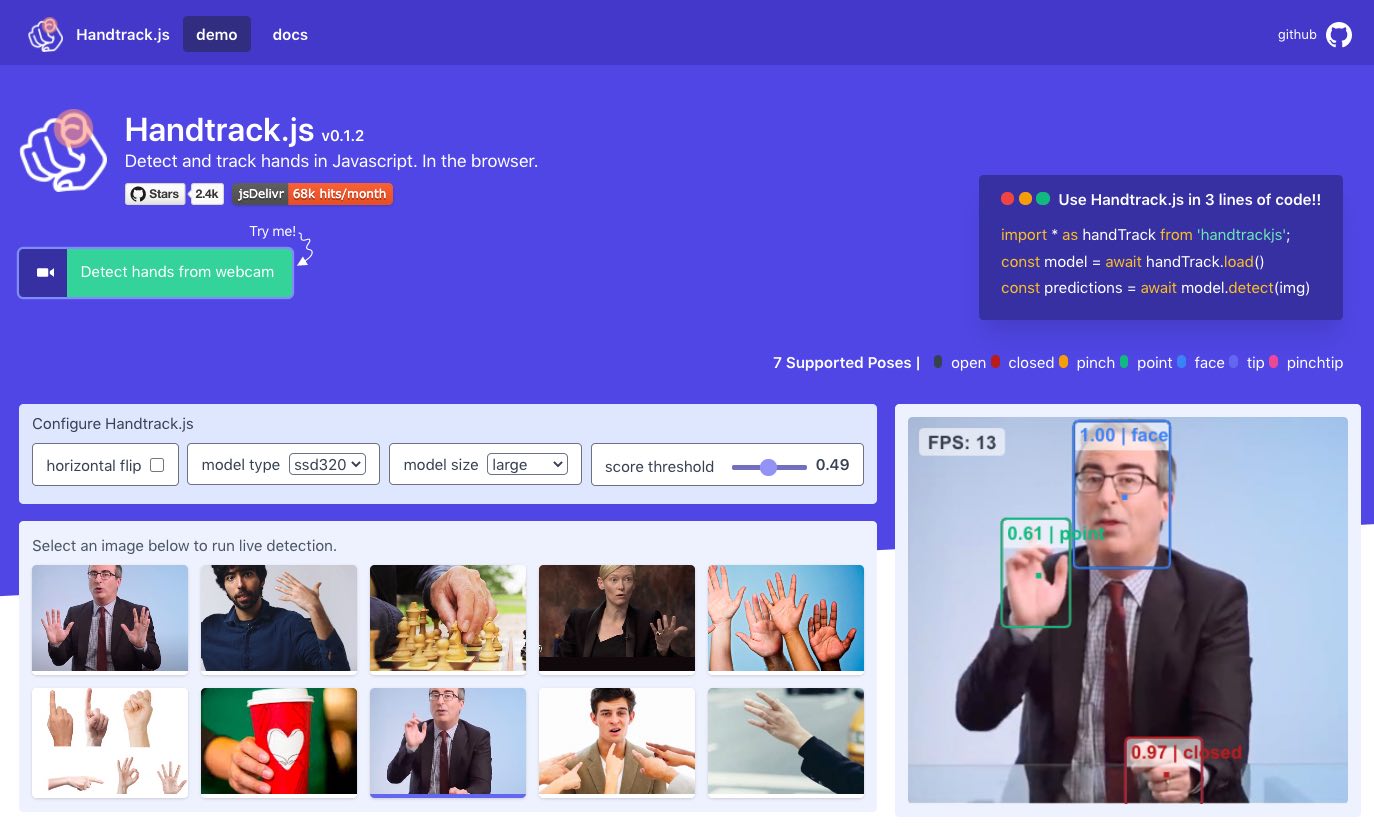 Handtrack.js demo docs github
Handtrack.js v0.1.2
Detect and track hands in Javascript. In the browser.
Stars 2.4k jsDelivr 68k hits/month
Try me!
Detect hands from webcam
Use Handtrack.js in 3 lines of code!!
import * as handTrack from 'handtrackjs';
const model = await handTrack.load()
const predictions = await model.detect(img)
7 Supported Poses | open closed pinch point face tip pinchtip
Configure Handtrack.js
horizontal flip model type ssd320 model size large score threshold 0.49
Select an image below to run live detection.
FPS: 13
1.00 | face
0.61 | point
0.97 | closed